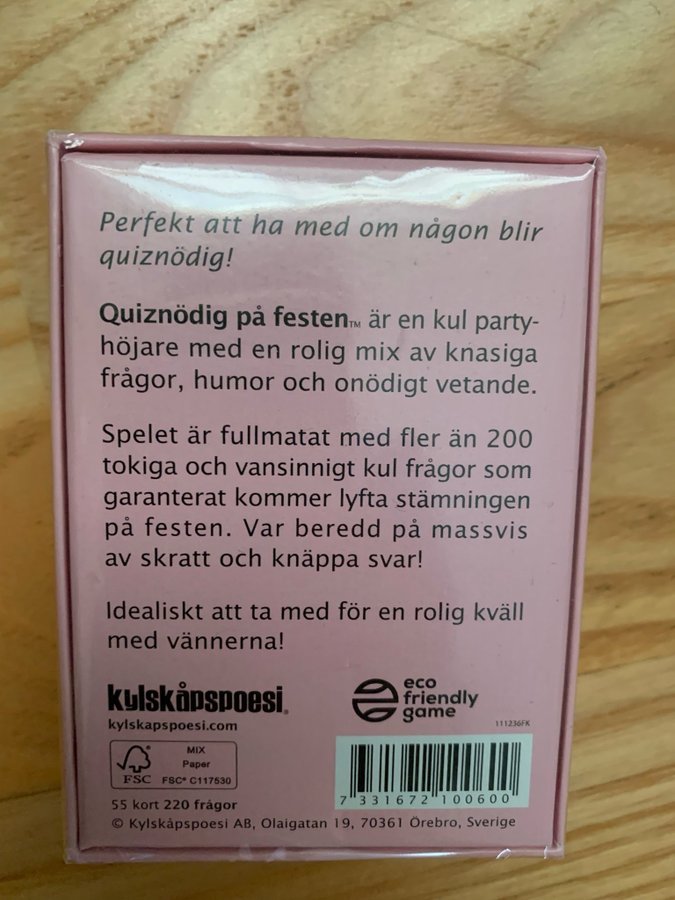 Perfekt att ha med om någon blir
quiznödig!
Quiznödig på festen™ är en kul party-
höjare med en rolig mix av knasiga
frågor, humor och onödigt vetande.
Spelet är fullmatat med fler än 200
tokiga och vansinnigt kul frågor som
garanterat kommer lyfta stämningen
på festen. Var beredd på massvis
av skratt och knäppa svar!
Idealiskt att ta med för en rolig kväll
med vännerna!
kylskåpspoesi®
kylskapspoesi.com
eco
friendly
game
111236FK
FSC
MIX
Paper
FSC® C117530
7 331672 100600
55 kort 220 frågor
© Kylskåpspoesi AB, Olaigatan 19, 70361 Örebro, Sverige